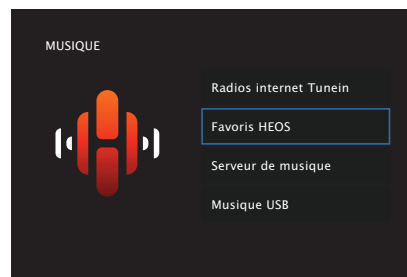 MUSIQUE
Radios internet Tunein
Favoris HEOS
Serveur de musique
Musique USB